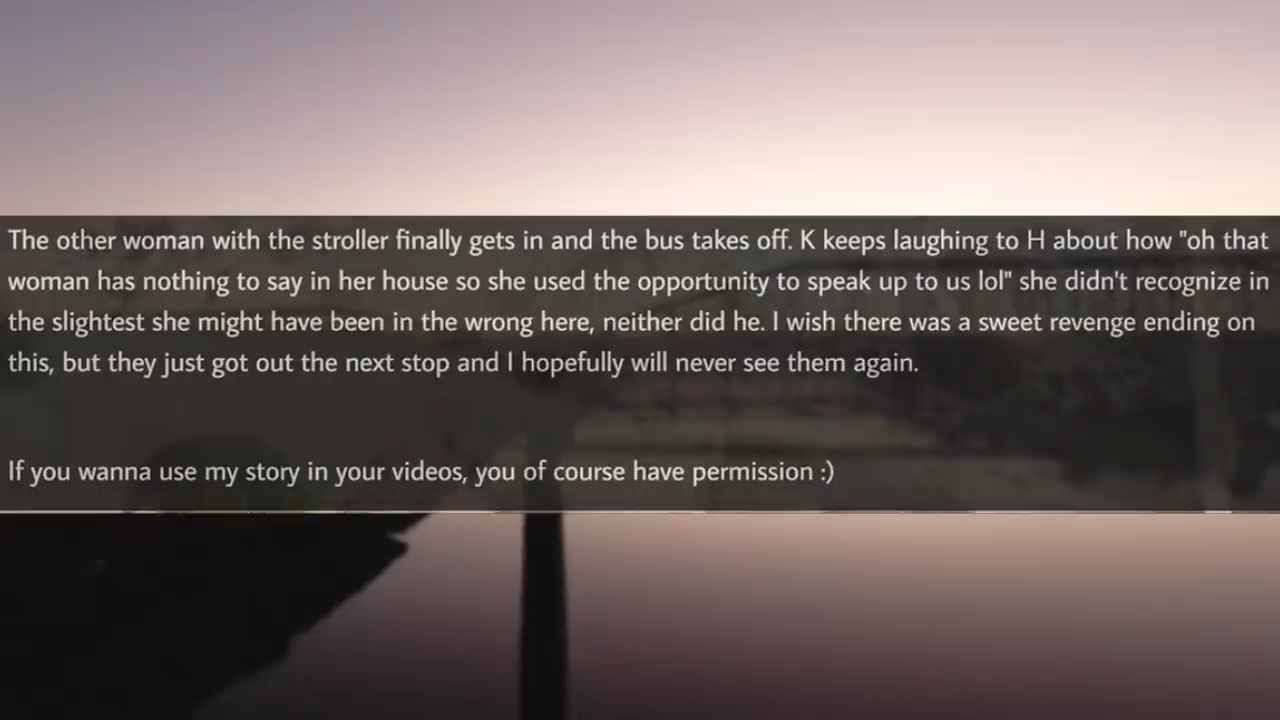 The other woman with the stroller finally gets in and the bus takes off. K keeps laughing to H about how "oh that
woman has nothing to say in her house so she used the opportunity to speak up to us lol" she didn't recognize in
the slightest she might have been in the wrong here, neither did he. I wish there was a sweet revenge ending on
this, but they just got out the next stop and I hopefully will never see them again.
If you wanna use my story in your videos, you of course have permission :)